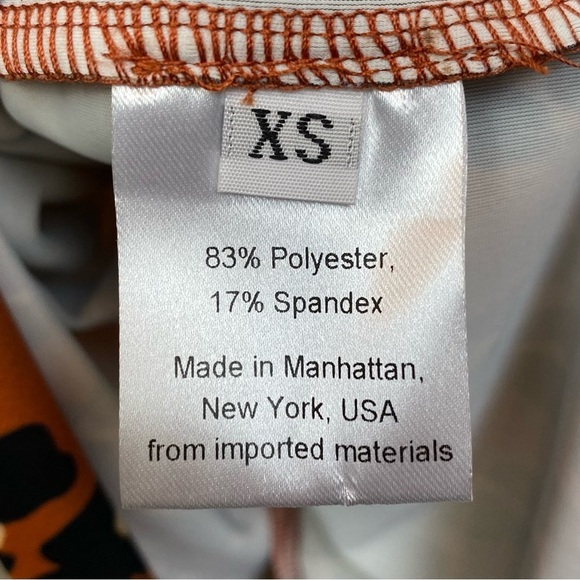 XS
83% Polyester,
17% Spandex
Made in Manhattan,
New York, USA
from imported materials